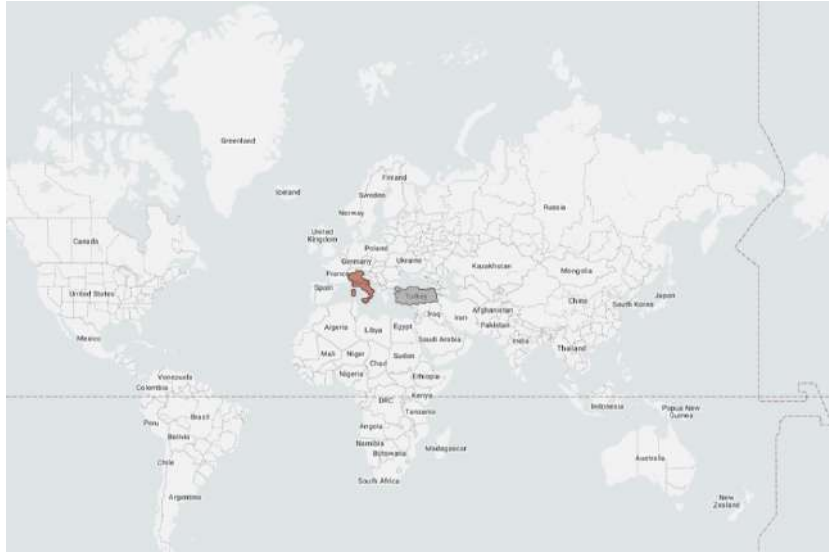 Greenland
Iceland
Finland
Sweden
Norway
Russia
United
Kingdom
Poland
Canada
Germany
Ukraine
France
Kazakhstan
Mongolia
Spain
United States
Turkey
China
South Korea
Japan
Afghanistan
Iraq
Iran
Pakistan
Algeria
Libya
Egypt
Mexico
Saudi Arabia
India
Thailand
Mali
Niger
Chad
Sudan
Nigeria
Ethiopia
Venezuela
Colombia
DRC
Kenya
Indonesia
Papua New
Guinea
Tanzania
Brazil
Peru
Angola
Bolivia
Namibia
Botswana
Madagascar
Australia
Chile
South Africa
Argentina
New
Zealand